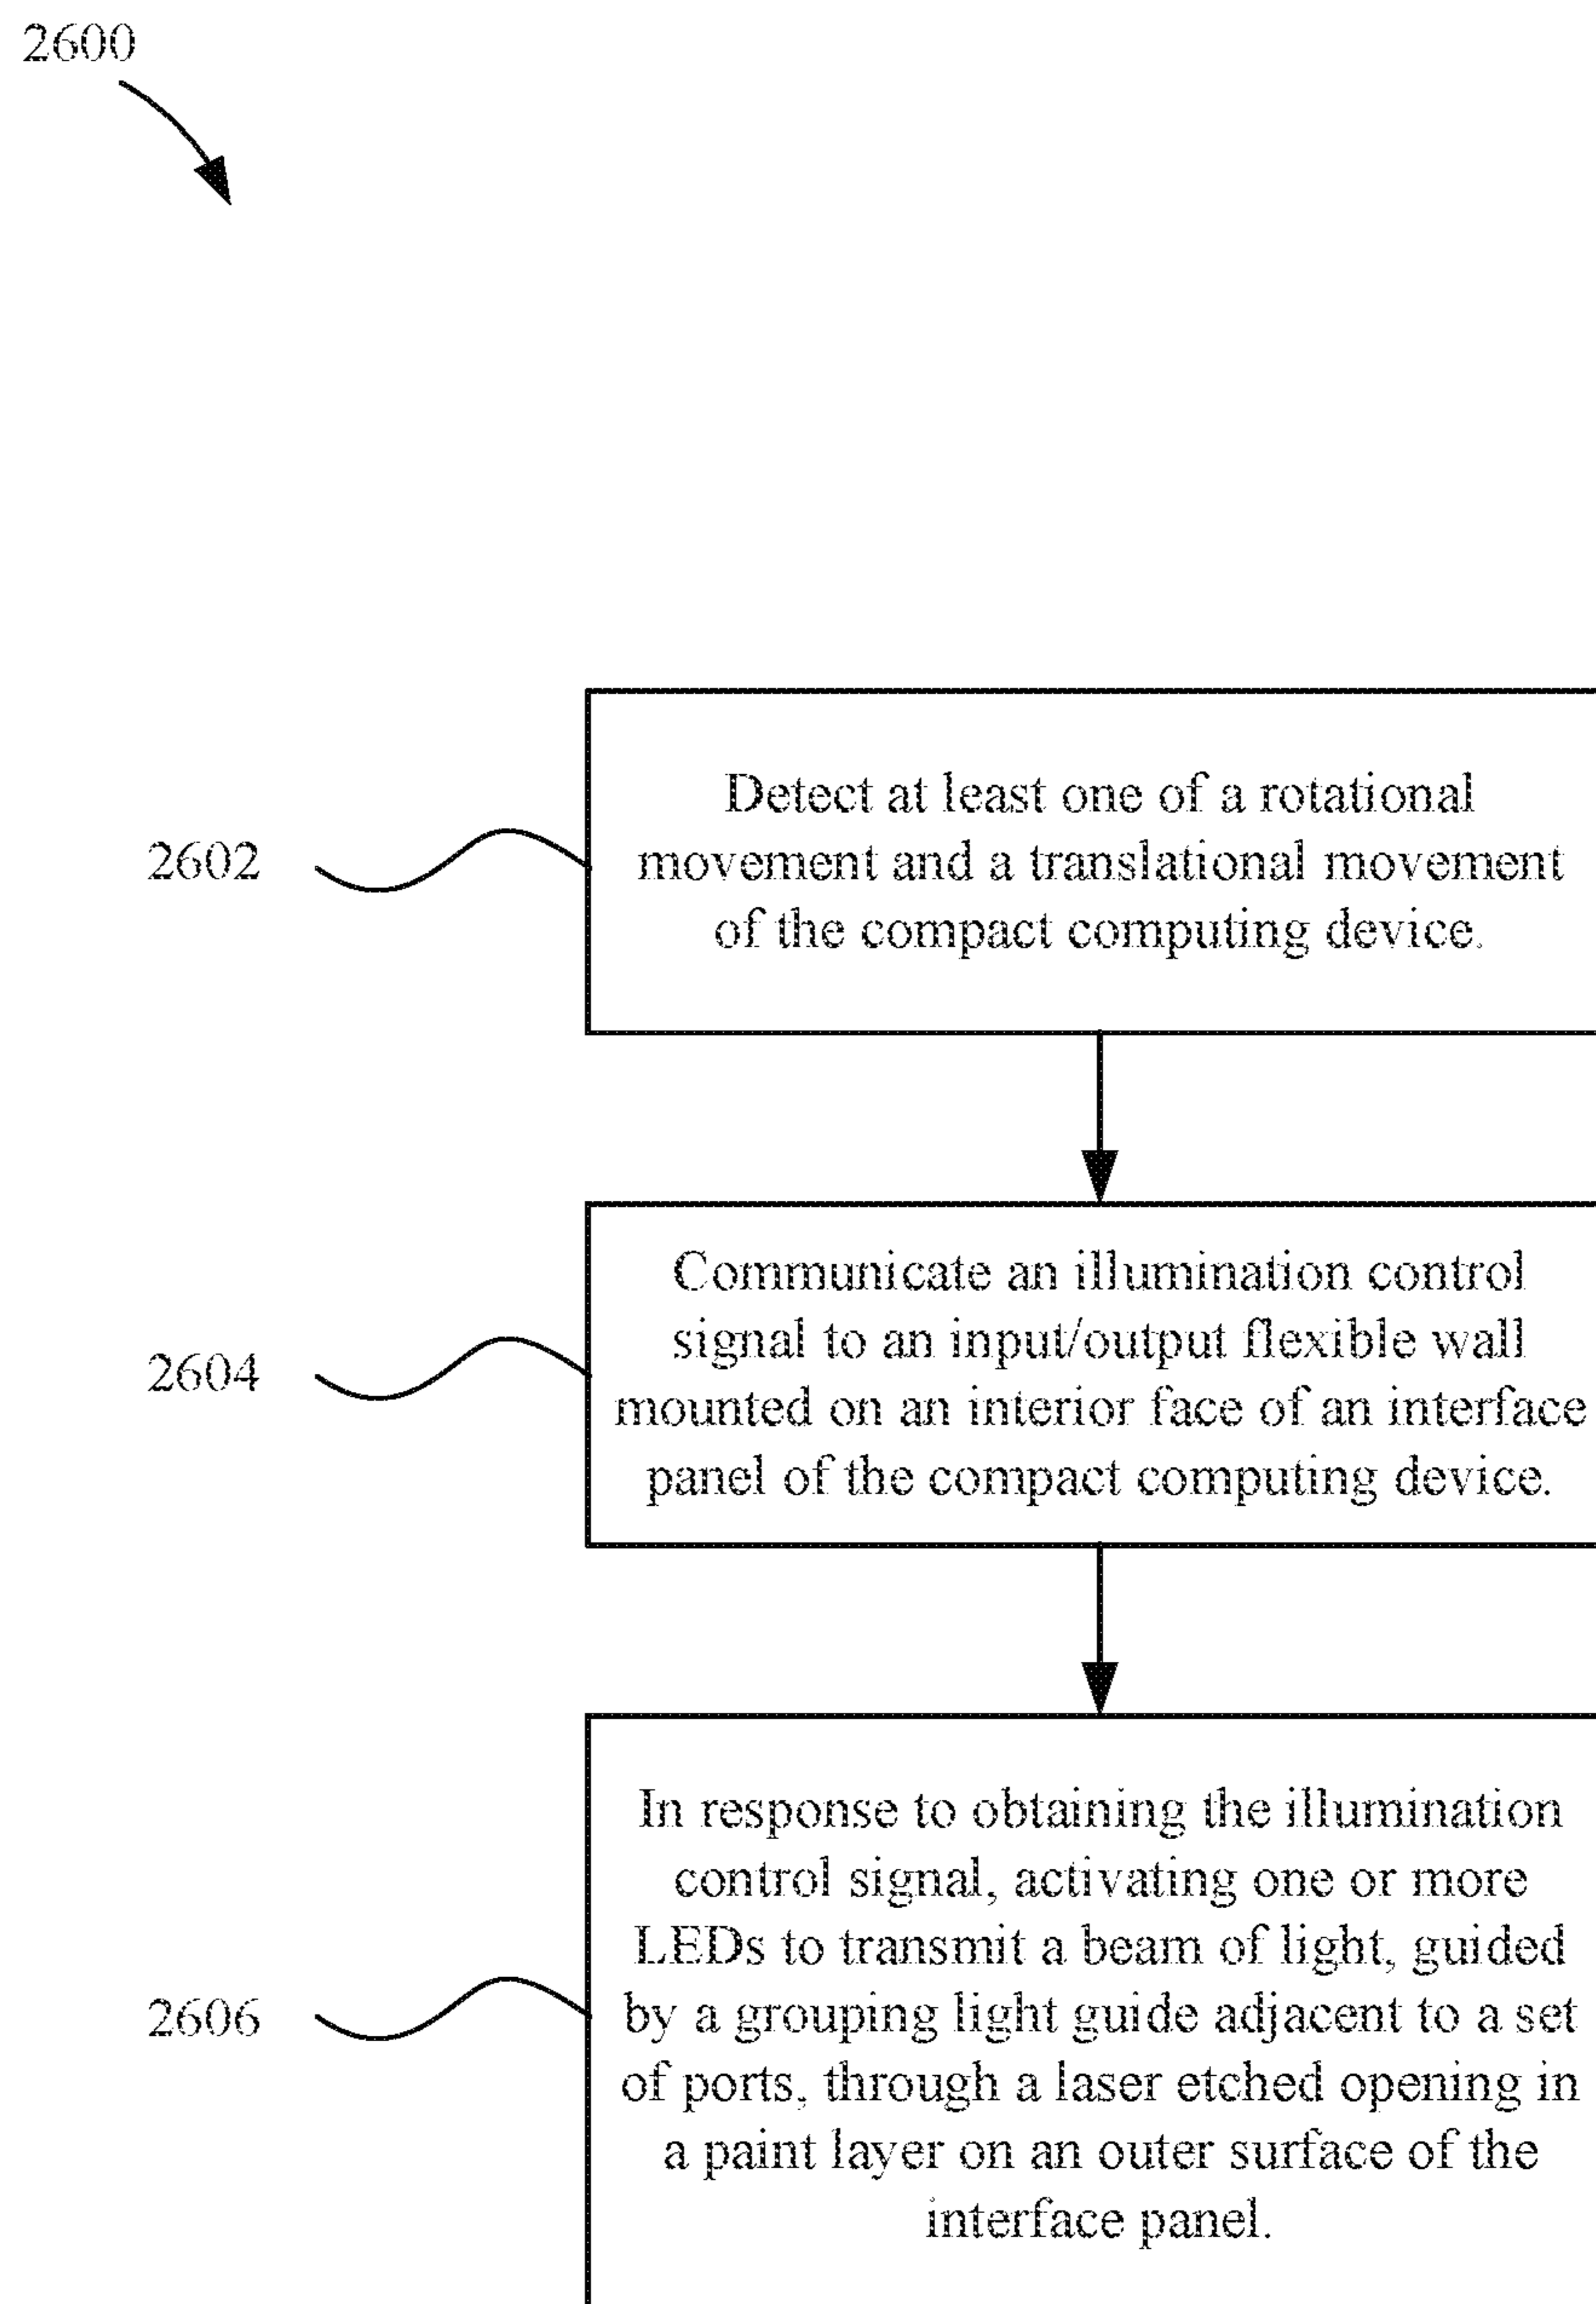 2600
2602
Detect at least one of a rotational
movement and a translational movement
of the compact computing device.
2604
Communicate an illumination control
signal to an input/output flexible wall
mounted on an interior face of an interface
panel of the compact computing device.
2606
In response to obtaining the illumination
control signal, activating one or more
LEDs to transmit a beam of light, guided
by a grouping light guide adjacent to a set
of ports, through a laser etched opening in
a paint layer on an outer surface of the
interface panel.